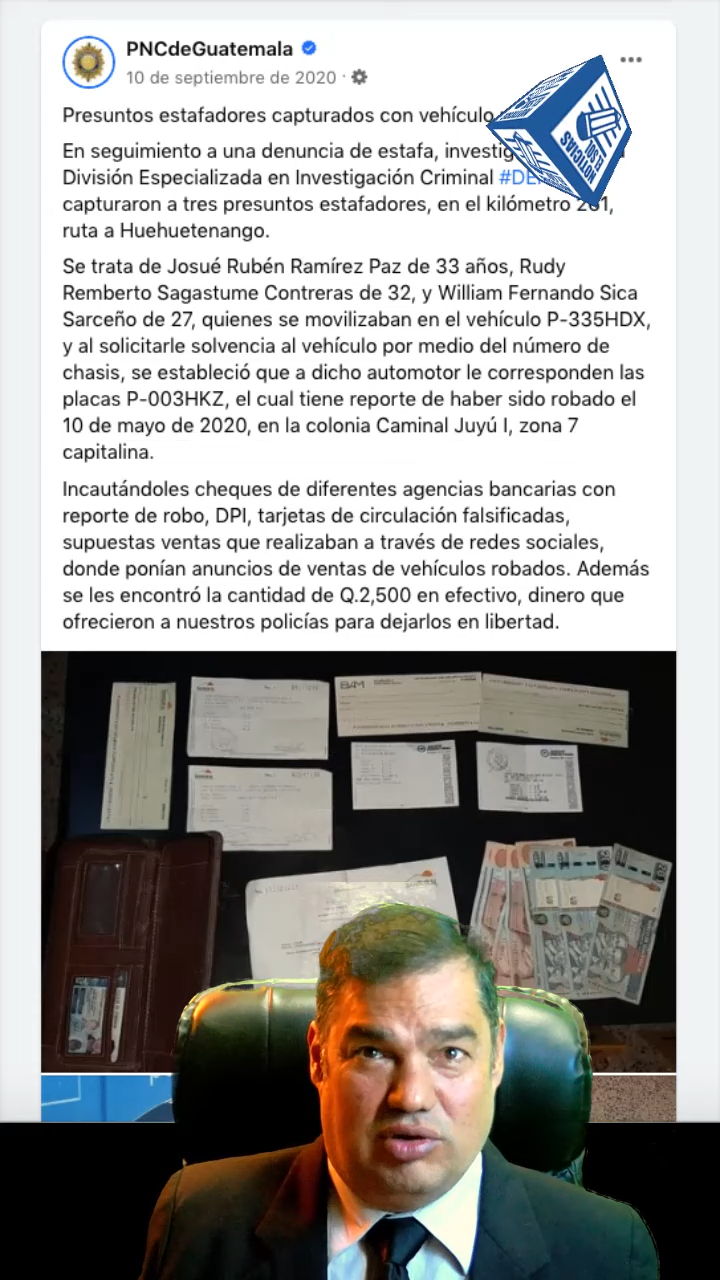 PNCdeGuatemala
10 de septiembre de 2020 ·
Presuntos estafadores capturados con vehículo
En seguimiento a una denuncia de estafa,
División Especializada en Investigación Criminal
capturaron a tres presuntos estafadores, en el kilómetro 261,
ruta a Huehuetenango.
Se trata de Josué Rubén Ramírez Paz de 33 años, Rudy
Remberto Sagastume Contreras de 32, y William Fernando Sica
Sarceño de 27, quienes se movilizaban en el vehículo P-335HDX,
y al solicitarle solvencia al vehículo por medio del número de
chasis, se estableció que a dicho automotor le corresponden las
placas P-003HKZ, el cual tiene reporte de haber sido robado el
10 de mayo de 2020, en la colonia Caminal Juyú I, zona 7
capitalina.
Incautándoles cheques de diferentes agencias bancarias con
reporte de robo, DPI, tarjetas de circulación falsificadas,
supuestas ventas que realizaban a través de redes sociales,
donde ponían anuncios de ventas de vehículos robados. Además
se les encontró la cantidad de Q.2,500 en efectivo, dinero que
ofrecieron a nuestros policías para dejarlos en libertad.
NOTICIAS
EL SOL
BAM